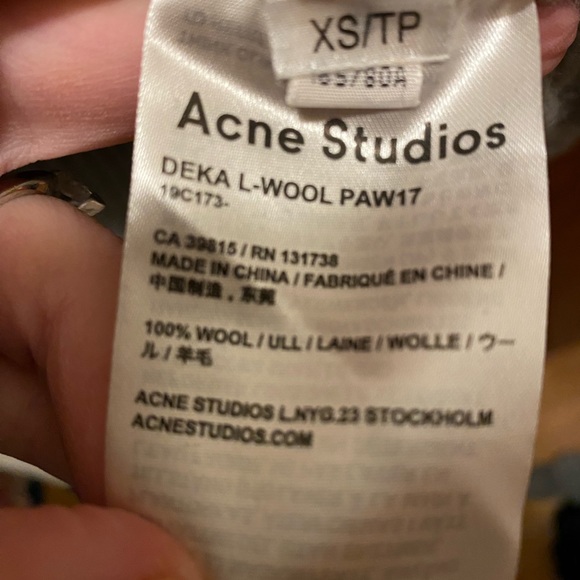 XS/TP
Acne Studios
DEKA L-WOOL PAW17
19C173-
CA 39815 / RN 131738
MADE IN CHINA / FABRIQUÉ EN CHINE /
中国制造，东莞
100% WOOL / ULL / LAINE / WOLLE / ウー
ル / 羊毛
ACNE STUDIOS L.NYG.23 STOCKHOLM
ACNESTUDIOS.COM